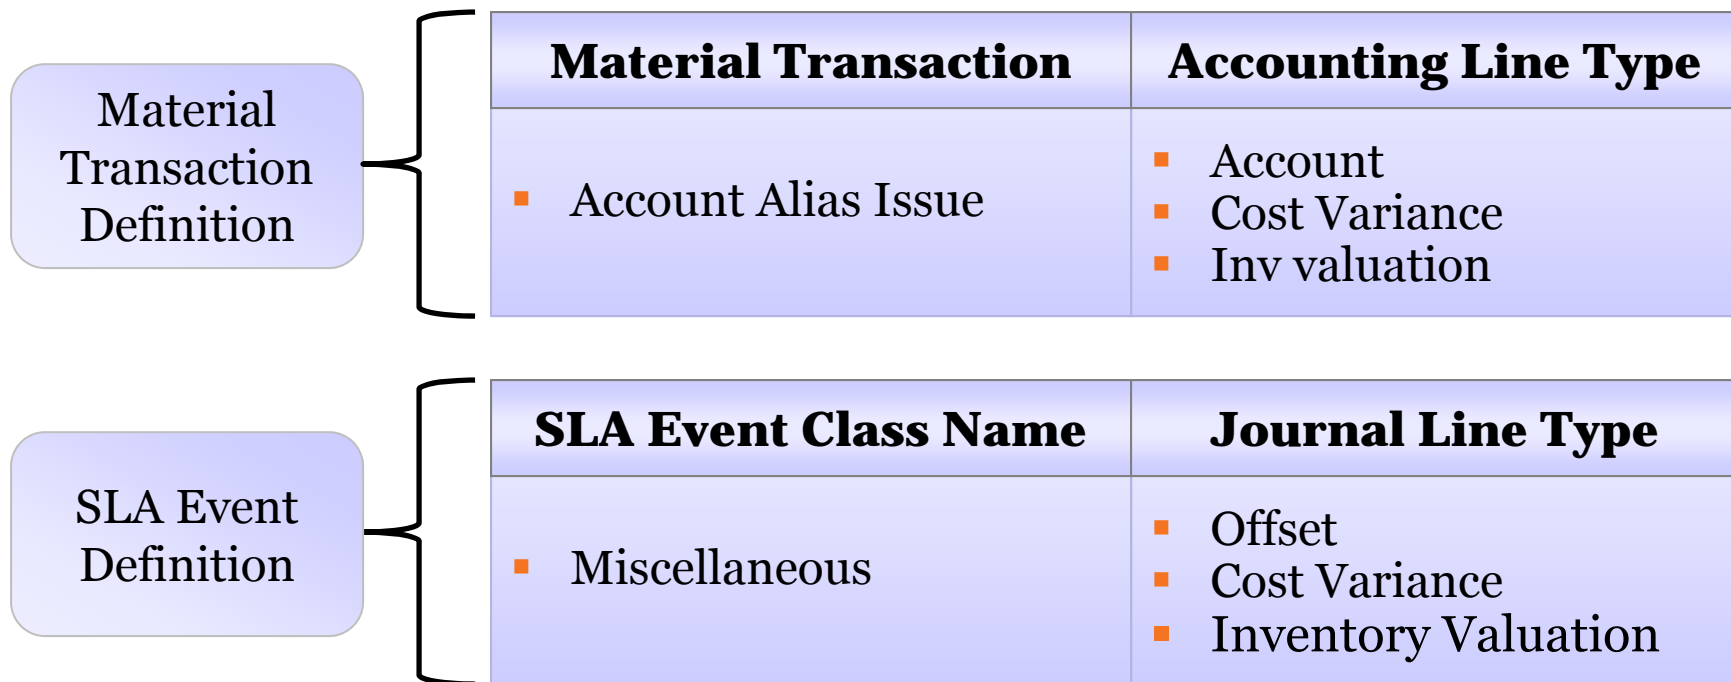 Material
Transaction
Definition
Material Transaction
Accounting Line Type
Account Alias Issue
Account
Cost Variance
Inv valuation
SLA Event
Definition
SLA Event Class Name
Journal Line Type
Miscellaneous
Offset
Cost Variance
Inventory Valuation